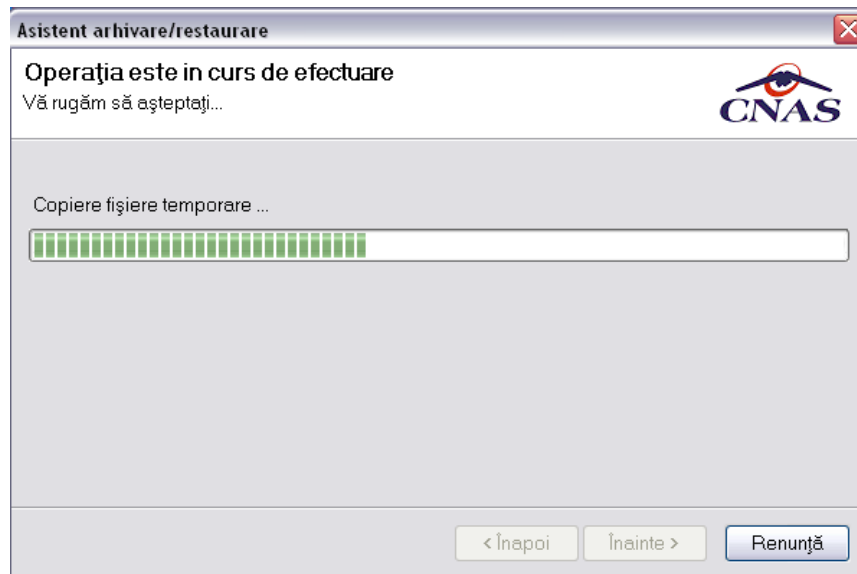 Asistent arhivare/restaurare
Operaţia este in curs de efectuare
Vă rugăm să aşteptaţi...
CNAS
Copiere fişiere temporare ...
< Înapoi
Înainte >
Renunţă